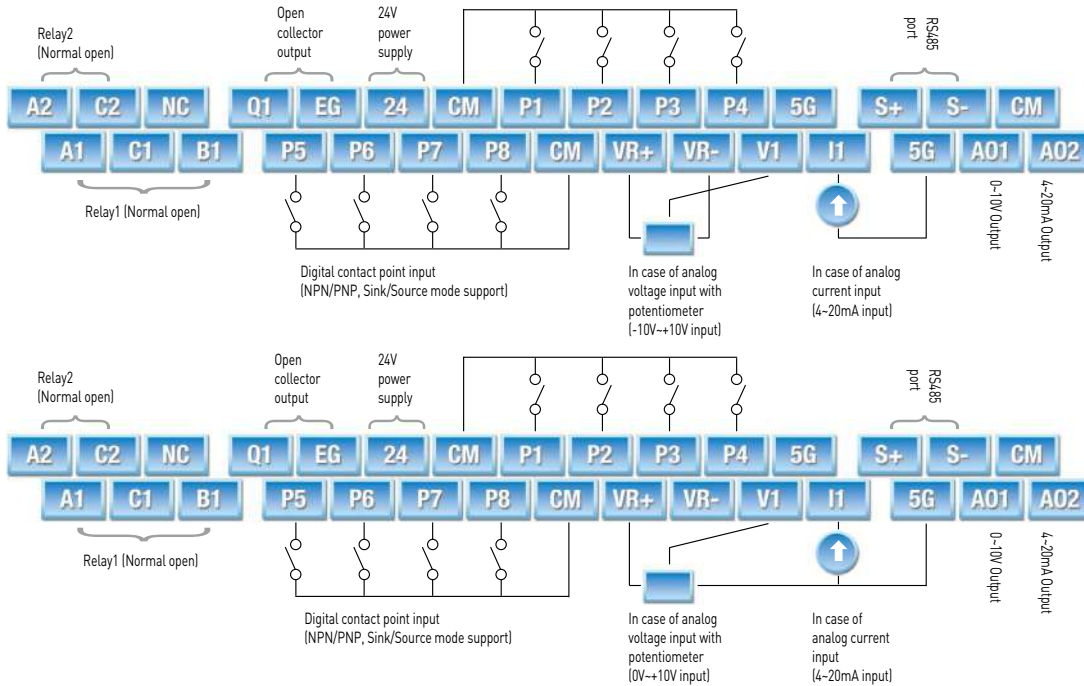 Relay2
(Normal open)
Open
collector
output
24V
power
supply
RS485
port
A2 C2 NC Q1 EG 24 CM P1 P2 P3 P4 5G S+ S- CM
A1 C1 B1 P5 P6 P7 P8 CM VR+ VR- V1 I1 5G AO1 AO2
Relay1 (Normal open)
Digital contact point input
(NPN/PNP, Sink/Source mode support)
In case of analog
voltage input with
potentiometer
(-10V~+10V input)
In case of analog
current input
(4~20mA input)
0~10V Output
4~20mA Output
Relay2
(Normal open)
Open
collector
output
24V
power
supply
RS485
port
A2 C2 NC Q1 EG 24 CM P1 P2 P3 P4 5G S+ S- CM
A1 C1 B1 P5 P6 P7 P8 CM VR+ VR- V1 I1 5G AO1 AO2
Relay1 (Normal open)
Digital contact point input
(NPN/PNP, Sink/Source mode support)
In case of analog
voltage input with
potentiometer
(0V~+10V input)
In case of
analog current
input
(4~20mA input)
0~10V Output
4~20mA Output